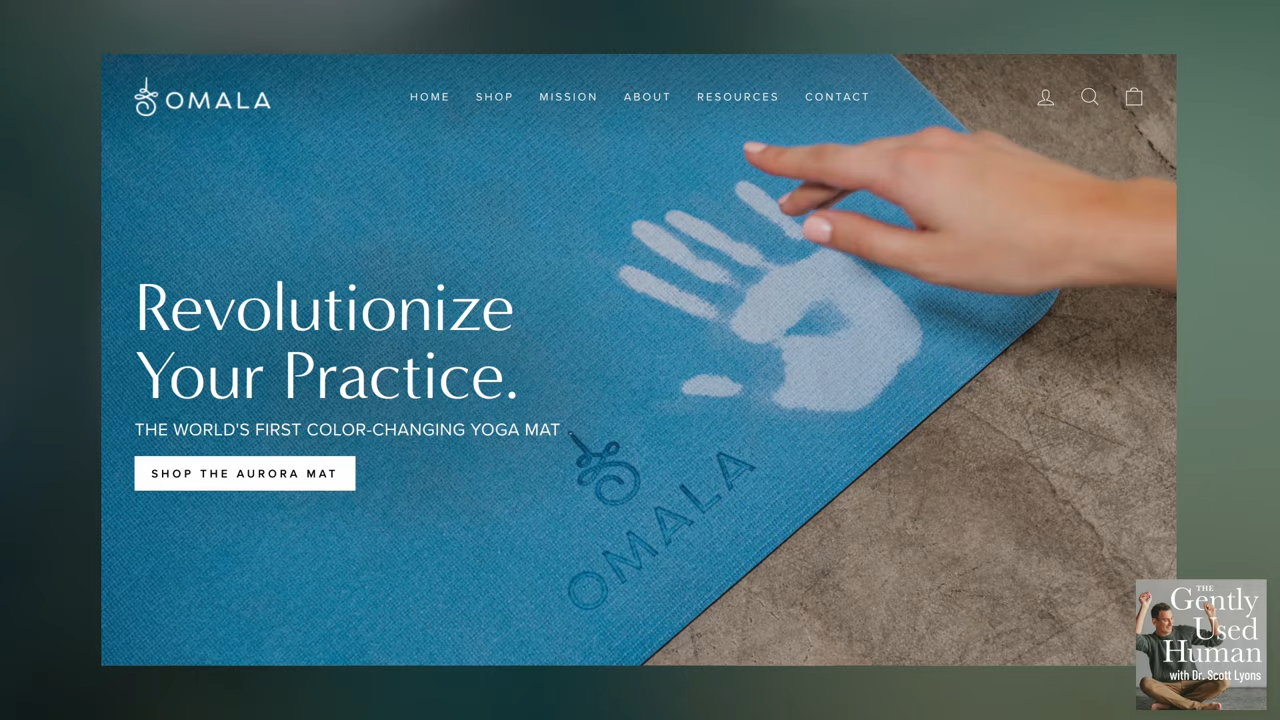 OMALA
HOME SHOP MISSION ABOUT RESOURCES CONTACT
Revolutionize
Your Practice.
THE WORLD'S FIRST COLOR-CHANGING YOGA MAT
SHOP THE AURORA MAT
OMALA
THE
Gently
Used
Human
with Dr. Scott Lyons